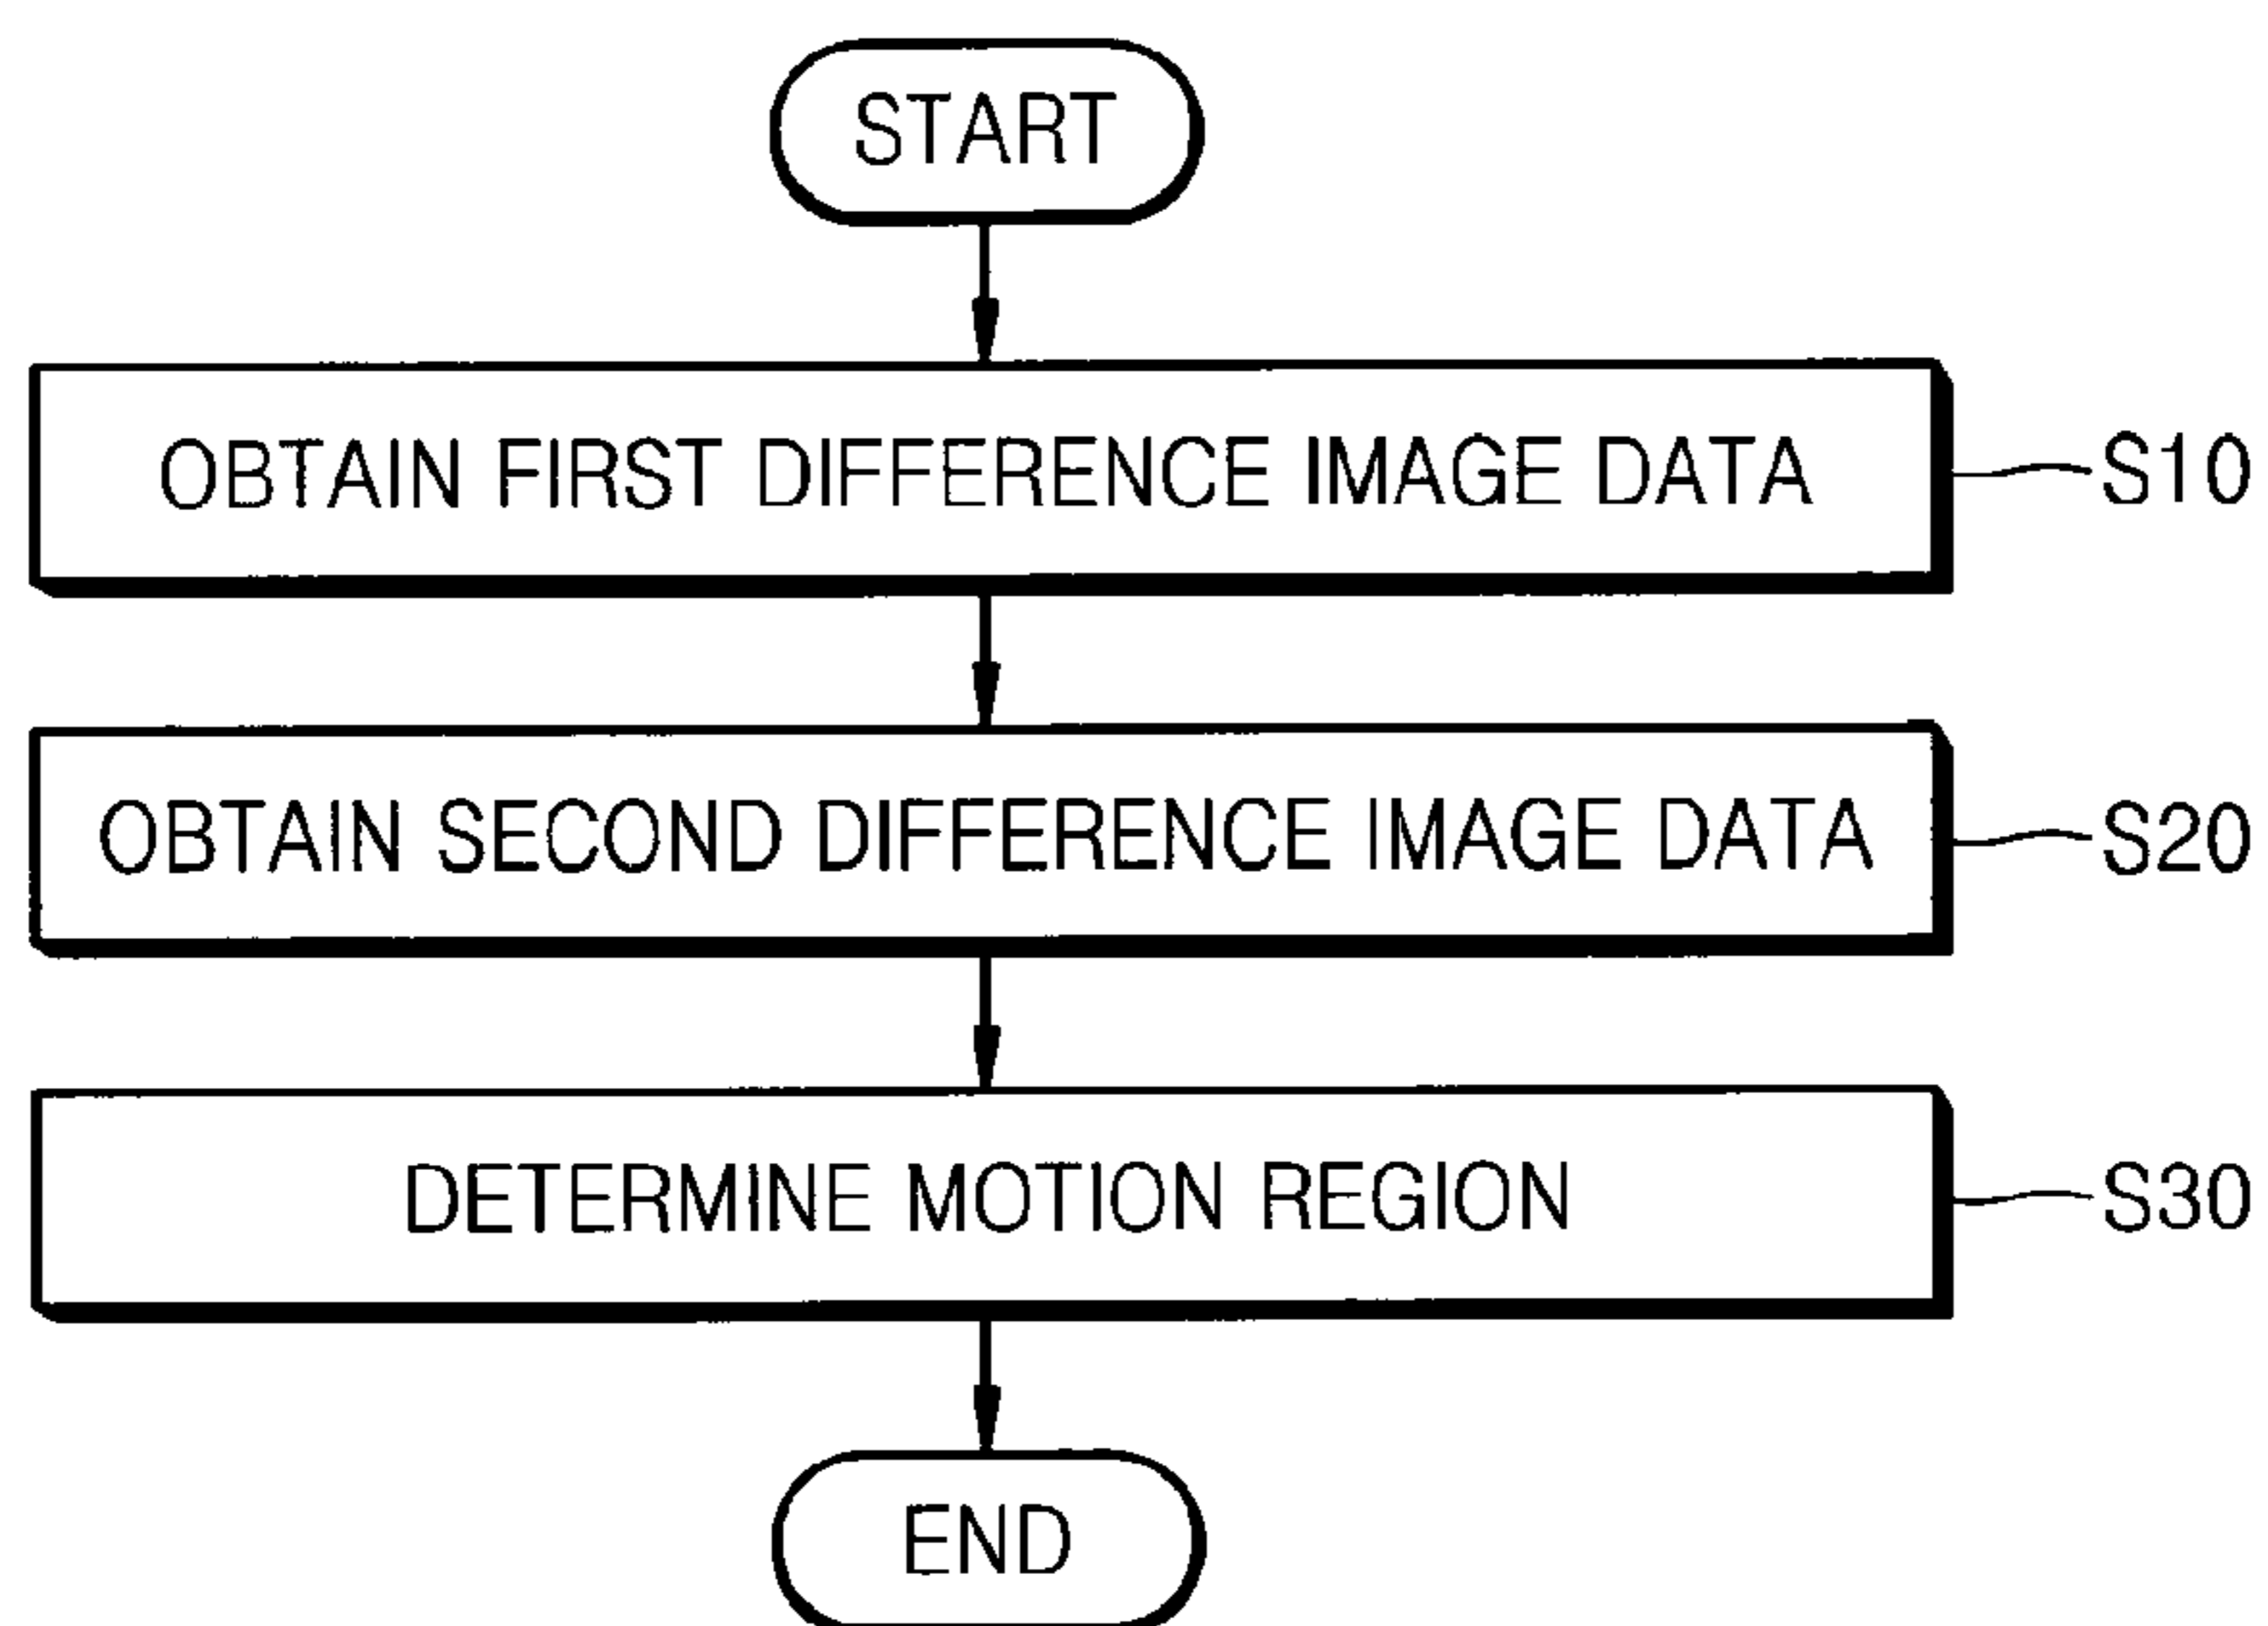 START
OBTAIN FIRST DIFFERENCE IMAGE DATA
S10
OBTAIN SECOND DIFFERENCE IMAGE DATA
S20
DETERMINE MOTION REGION
S30
END